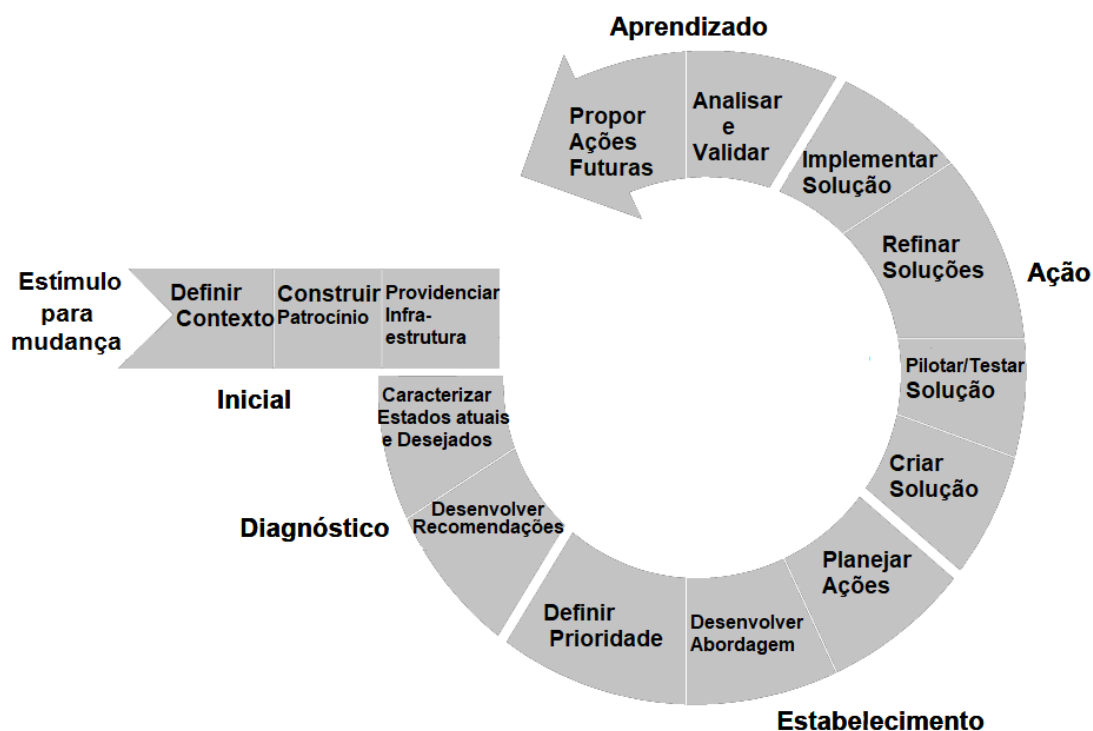 Estímulo
para
mudança
Definir
Contexto
Construir
Patrocínio
Providenciar
Infra-
estrutura
Inicial
Caracterizar
Estados atuais
e Desejados
Desenvolver
Recomendações
Diagnóstico
Definir
Prioridade
Desenvolver
Abordagem
Planejar
Ações
Estabelecimento
Criar
Solução
Pilotar/Testar
Solução
Refinar
Soluções
Implementar
Solução
Ação
Analisar
e
Validar
Propor
Ações
Futuras
Aprendizado